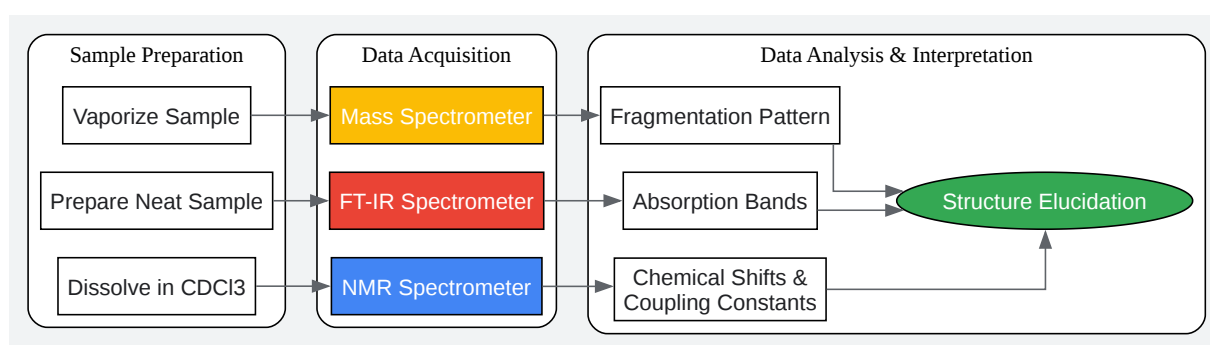 Sample Preparation
Data Acquisition
Data Analysis & Interpretation
Vaporize Sample
Mass Spectrometer
Fragmentation Pattern
Prepare Neat Sample
FT-IR Spectrometer
Absorption Bands
Structure Elucidation
Dissolve in CDCl3
NMR Spectrometer
Chemical Shifts &
Coupling Constants